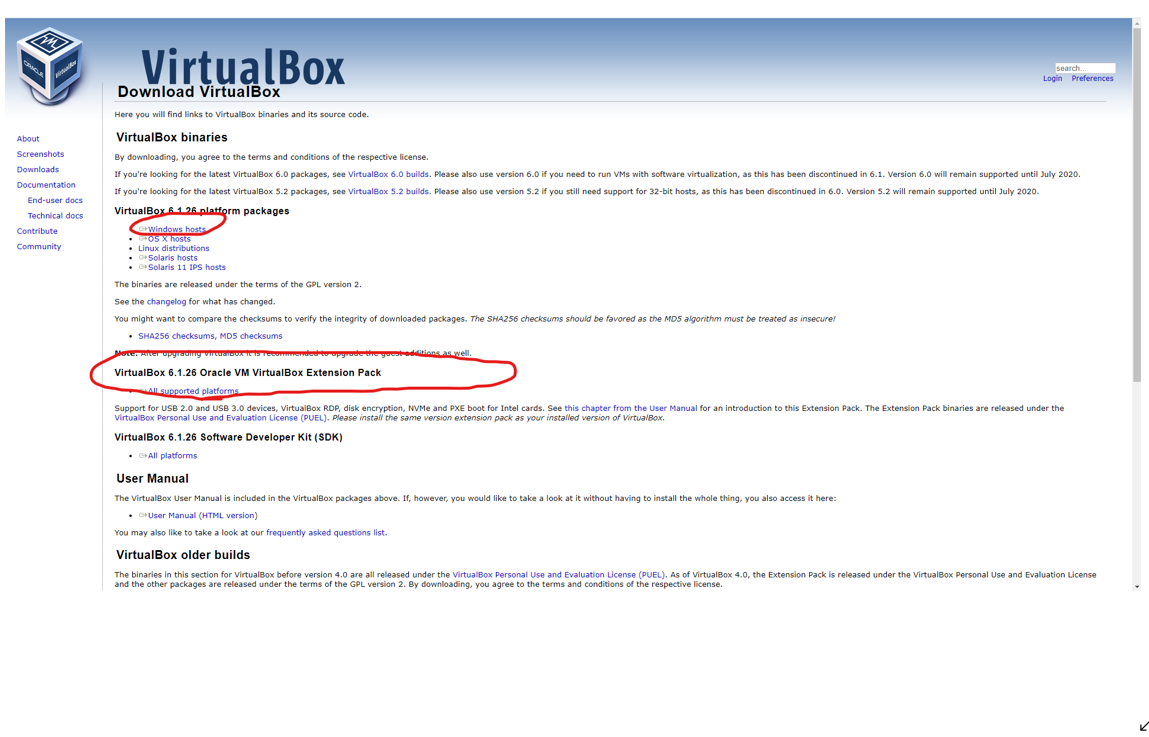 VirtualBox
search...
Login Preferences
Download VirtualBox
Here you will find links to VirtualBox binaries and its source code.
About
Screenshots
Downloads
Documentation
End-user docs
Technical docs
Contribute
Community
VirtualBox binaries
By downloading, you agree to the terms and conditions of the respective license.
If you're looking for the latest VirtualBox 6.0 packages, see VirtualBox 6.0 builds. Please also use version 6.0 if you need to run VMs with software virtualization, as this has been discontinued in 6.1. Version 6.0 will remain supported until July 2020.
If you're looking for the latest VirtualBox 5.2 packages, see VirtualBox 5.2 builds. Please also use version 5.2 if you still need support for 32-bit hosts, as this has been discontinued in 6.0. Version 5.2 will remain supported until July 2020.
VirtualBox 6.1.26 platform packages
Windows hosts
OS X hosts
Linux distributions
Solaris hosts
Solaris 11 IPS hosts
The binaries are released under the terms of the GPL version 2.
See the changelog for what has changed.
You might want to compare the checksums to verify the integrity of downloaded packages. The SHA256 checksums should be favored as the MD5 algorithm must be treated as insecure!
SHA256 checksums, MD5 checksums
Note: After upgrading VirtualBox it is recommended to upgrade the guest additions as well.
VirtualBox 6.1.26 Oracle VM VirtualBox Extension Pack
All supported platforms
Support for USB 2.0 and USB 3.0 devices, VirtualBox RDP, disk encryption, NVMe and PXE boot for Intel cards. See this chapter from the User Manual for an introduction to this Extension Pack. The Extension Pack binaries are released under the
VirtualBox Personal Use and Evaluation License (PUEL). Please install the same version extension pack as your installed version of VirtualBox.
VirtualBox 6.1.26 Software Developer Kit (SDK)
All platforms
User Manual
The VirtualBox User Manual is included in the VirtualBox packages above. If, however, you would like to take a look at it without having to install the whole thing, you also access it here:
User Manual (HTML version)
You may also like to take a look at our frequently asked questions list.
VirtualBox older builds
The binaries in this section for VirtualBox before version 4.0 are all released under the VirtualBox Personal Use and Evaluation License (PUEL). As of VirtualBox 4.0, the Extension Pack is released under the VirtualBox Personal Use and Evaluation License
and the other packages are released under the terms of the GPL version 2. By downloading, you agree to the terms and conditions of the respective license.